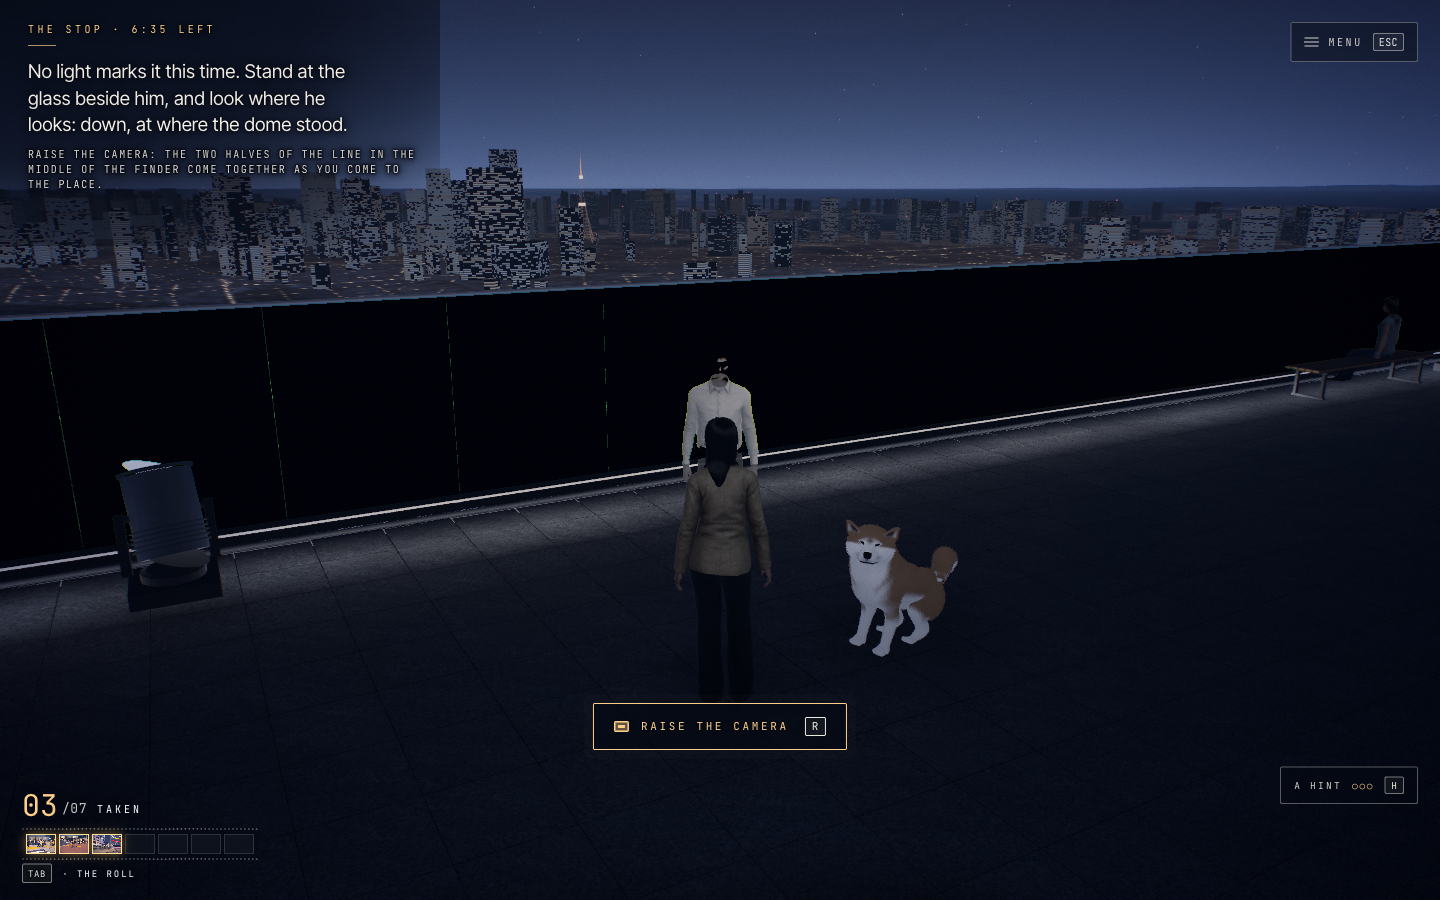 THE STOP · 6:35 LEFT
No light marks it this time. Stand at the
glass beside him, and look where he
looks: down, at where the dome stood.
RAISE THE CAMERA: THE TWO HALVES OF THE LINE IN THE
MIDDLE OF THE FINDER COME TOGETHER AS YOU COME TO
THE PLACE.
MENU ESC
RAISE THE CAMERA R
A HINT ○○○ H
03/07 TAKEN
TAB · THE ROLL